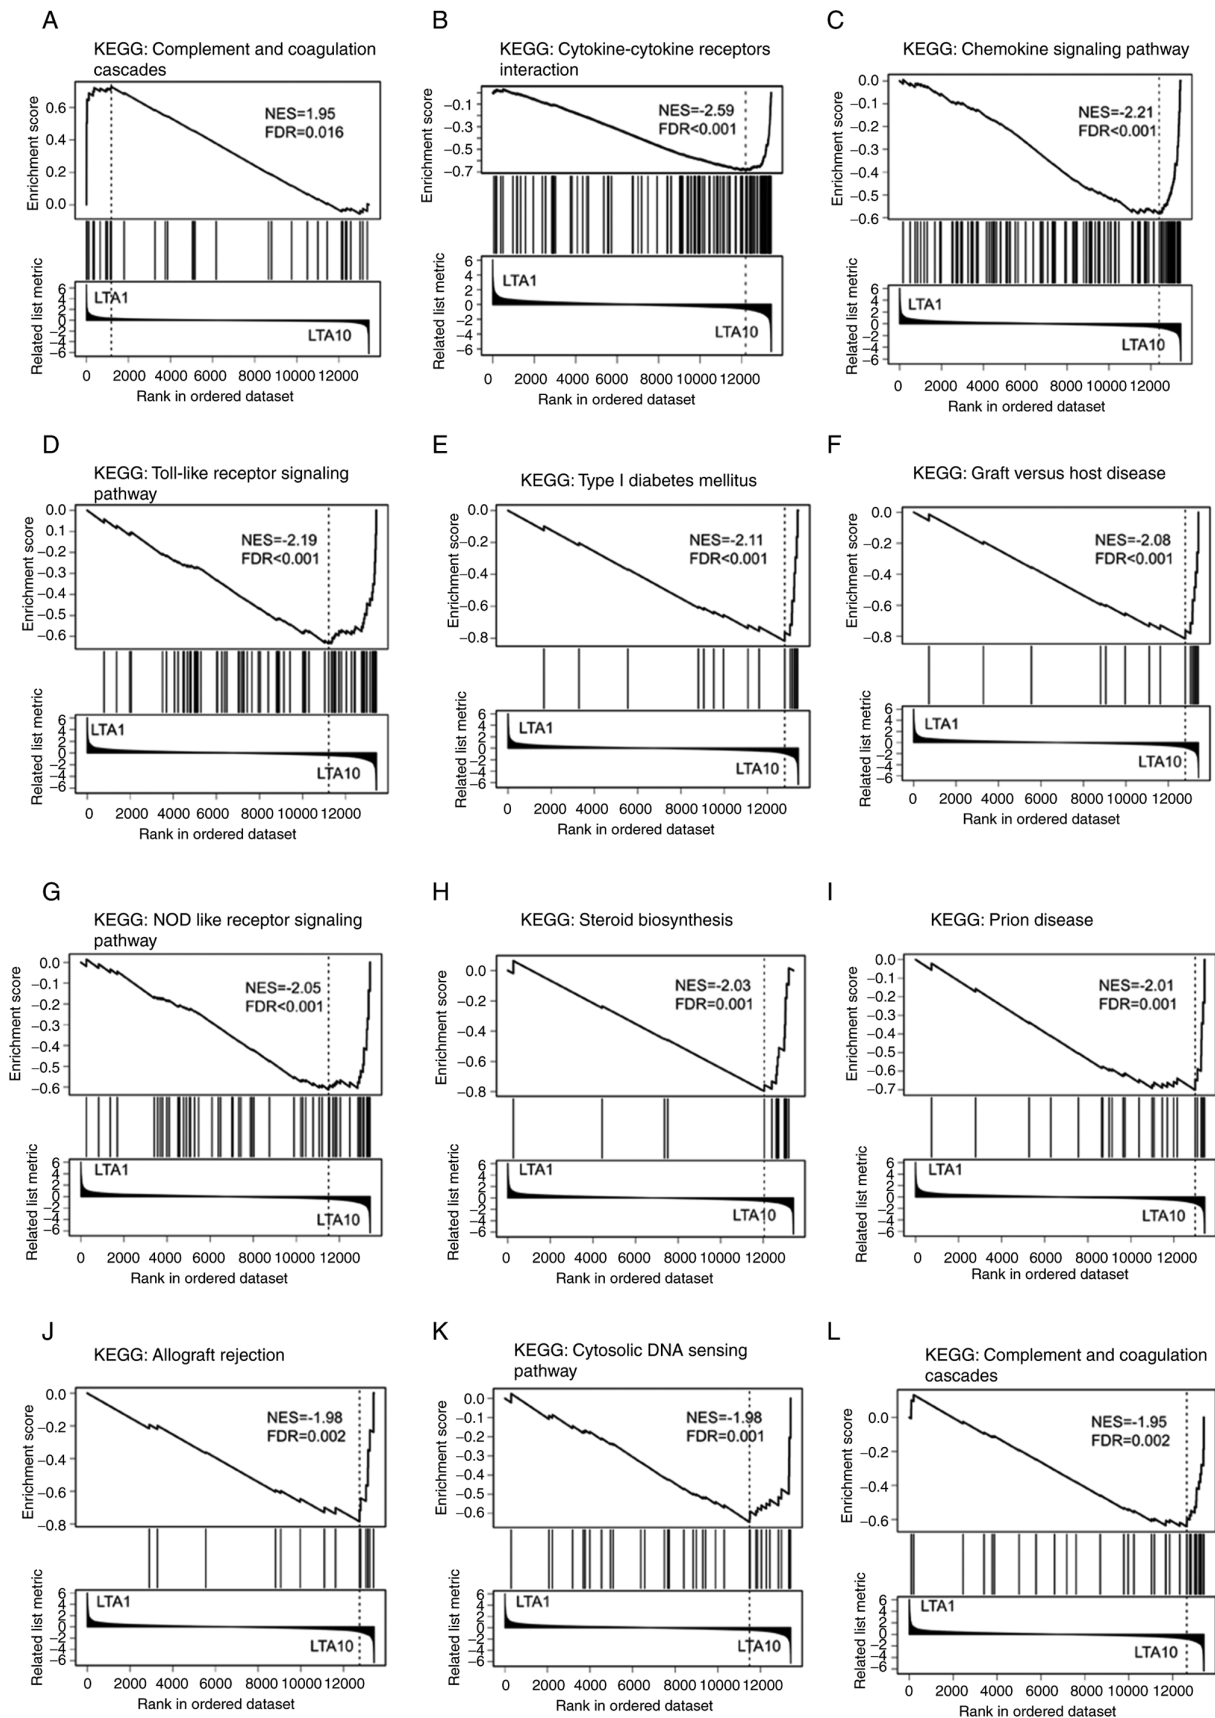 A
KEGG: Complement and coagulation
cascades
Enrichment score
0.6
0.4
0.2
0.0
NES=1.95
FDR=0.016
Related list metric
6
4
2
0
−2
−4
−6
LTA1
LTA10
0 2000 4000 6000 8000 10000 12000
Rank in ordered dataset
B
KEGG: Cytokine-cytokine receptors
interaction
Enrichment score
−0.1
−0.3
−0.5
−0.7
NES=-2.59
FDR<0.001
6
4
2
0
−2
−4
−6
LTA1
LTA10
0 2000 4000 6000 8000 10000 12000
Rank in ordered dataset
C
KEGG: Chemokine signaling pathway
Enrichment score
0.0
−0.1
−0.2
−0.3
−0.4
−0.5
−0.6
NES=-2.21
FDR<0.001
Related list metric
6
4
2
0
−2
−4
−6
LTA1
LTA10
0 2000 4000 6000 8000 10000 12000
Rank in ordered dataset
D
KEGG: Toll-like receptor signaling
pathway
Enrichment score
0.0
0.1
−0.2
−0.3
−0.4
−0.5
−0.6
NES=-2.19
FDR<0.001
Related list metric
6
4
2
0
−2
−4
−6
LTA1
LTA10
0 2000 4000 6000 8000 10000 12000
Rank in ordered dataset
E
KEGG: Type I diabetes mellitus
Enrichment score
0.0
−0.2
−0.4
−0.6
−0.8
NES=-2.11
FDR<0.001
Related list metric
6
4
2
0
−2
−4
−6
LTA1
LTA10
0 2000 4000 6000 8000 10000 12000
Rank in ordered dataset
F
KEGG: Graft versus host disease
Enrichment score
0.0
−0.2
−0.4
−0.6
−0.8
NES=-2.08
FDR<0.001
Related list metric
6
4
2
0
−2
−4
−6
LTA1
LTA10
0 2000 4000 6000 8000 10000 12000
Rank in ordered dataset
G
KEGG: NOD like receptor signaling
pathway
Enrichment score
0.0
−0.1
−0.2
−0.3
−0.4
−0.5
−0.6
NES=-2.05
FDR<0.001
Related list metric
6
4
2
0
−2
−4
−6
LTA1
LTA10
0 2000 4000 6000 8000 10000 12000
Rank in ordered dataset
H
KEGG: Steroid biosynthesis
Enrichment score
0.0
−0.2
−0.4
−0.6
−0.8
NES=-2.03
FDR=0.001
Related list metric
6
4
2
0
−2
−4
−6
LTA1
LTA10
0 2000 4000 6000 8000 10000 12000
Rank in ordered dataset
I
KEGG: Prion disease
Enrichment score
0.0
−0.1
−0.2
−0.3
−0.4
−0.5
−0.6
−0.7
NES=-2.01
FDR=0.001
Related list metric
6
4
2
0
−2
−4
−6
LTA1
LTA10
0 2000 4000 6000 8000 10000 12000
Rank in ordered dataset
J
KEGG: Allograft rejection
Enrichment score
0.0
−0.2
−0.4
−0.6
−0.8
NES=-1.98
FDR=0.002
Related list metric
6
4
2
0
−2
−4
−6
LTA1
LTA10
0 2000 4000 6000 8000 10000 12000
Rank in ordered dataset
K
KEGG: Cytosolic DNA sensing
pathway
Enrichment score
0.0
−0.1
−0.2
−0.3
−0.4
−0.5
−0.6
NES=-1.98
FDR=0.001
Related list metric
6
4
2
0
−2
−4
−6
LTA1
LTA10
0 2000 4000 6000 8000 10000 12000
Rank in ordered dataset
L
KEGG: Complement and coagulation
cascades
Enrichment score
0.0
−0.2
−0.4
−0.6
NES=-1.95
FDR=0.002
Related list metric
6
4
2
0
−2
−4
−6
LTA1
LTA10
0 2000 4000 6000 8000 10000 12000
Rank in ordered dataset